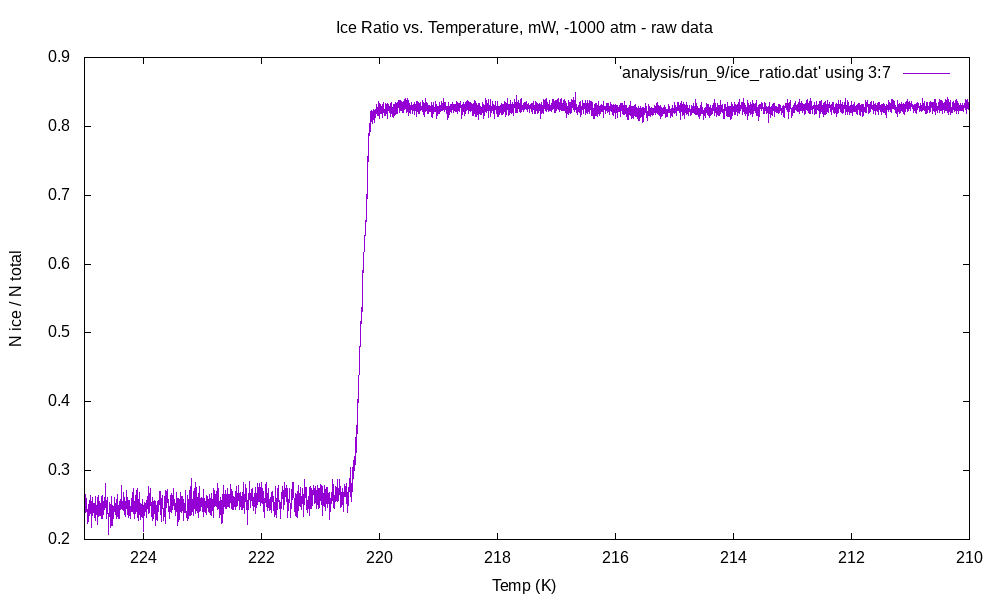 Ice Ratio vs. Temperature, mW, -1000 atm - raw data
'analysis/run_9/ice_ratio.dat' using 3:7
0.9
0.8
0.7
0.6
0.5
0.4
0.3
0.2
N ice / N total
224 222 220 218 216 214 212 210
Temp (K)